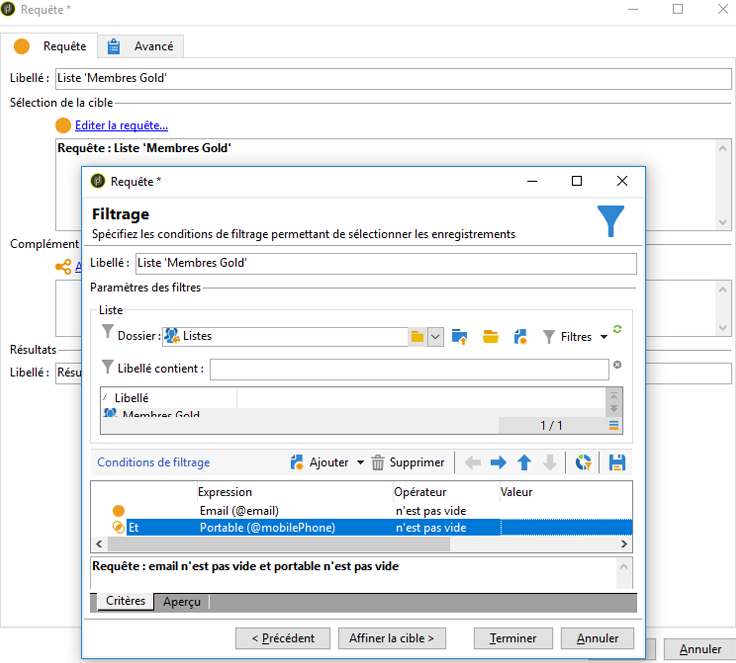 Requête *
Requête
Avancé
Libellé :
Liste 'Membres Gold'
Sélection de la cible
Editer la requête...
Requête : Liste 'Membres Gold'
Requête *
Filtrage
Spécifiez les conditions de filtrage permettant de sélectionner les enregistrements
Libellé : Liste 'Membres Gold'
Paramètres des filtres
Liste
Dossier : Listes Filtres
Libellé contient :
Libellé
Membres Gold
1 / 1
Conditions de filtrage Ajouter Supprimer
Expression Opérateur Valeur
Email (@email) n'est pas vide
Et Portable (@mobilePhone) n'est pas vide
Requête : email n'est pas vide et portable n'est pas vide
Critères Aperçu
< Précédent Affiner la cible > Terminer Annuler
Complément
A
Résultats
Libellé : Résu
Annuler